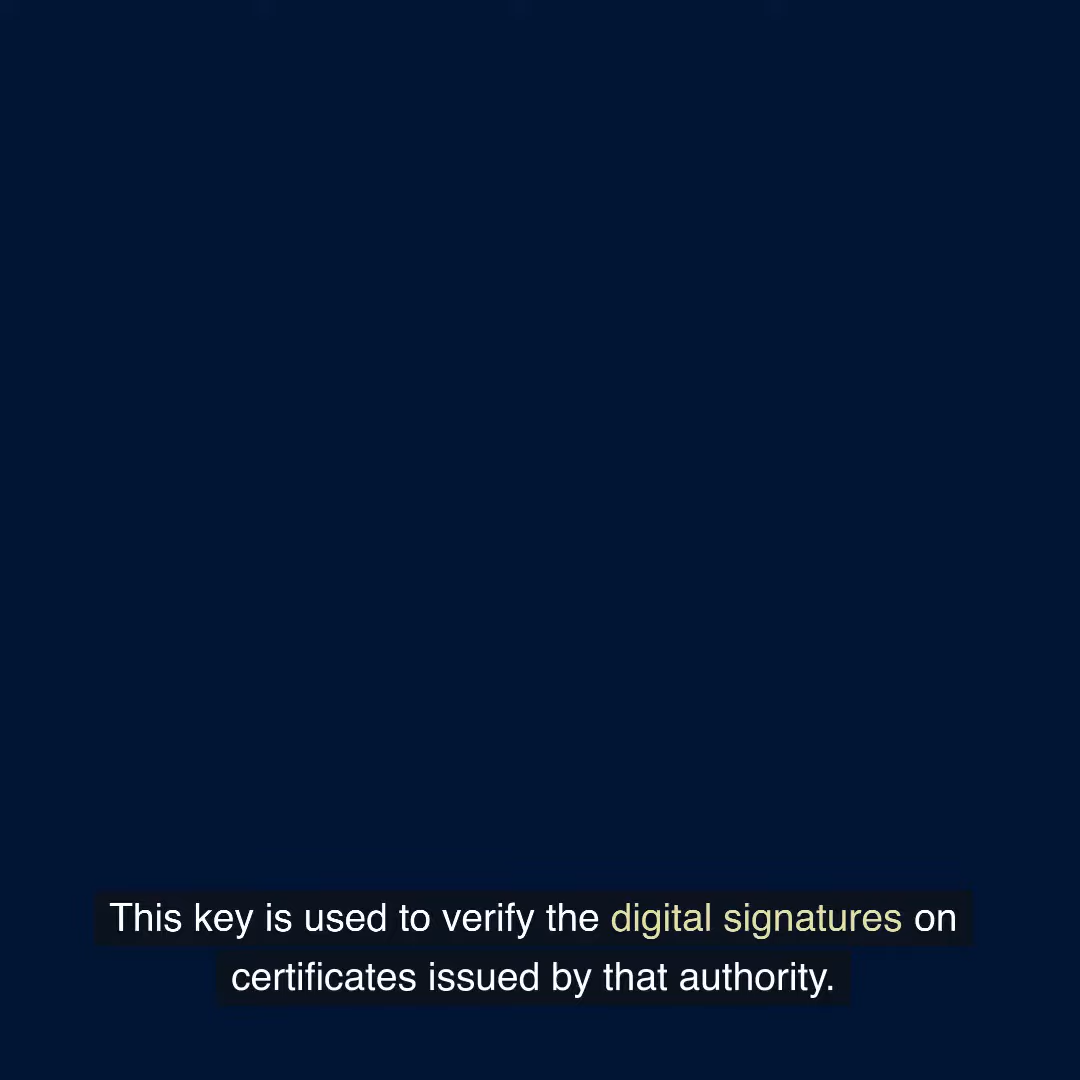 This key is used to verify the digital signatures on
certificates issued by that authority.